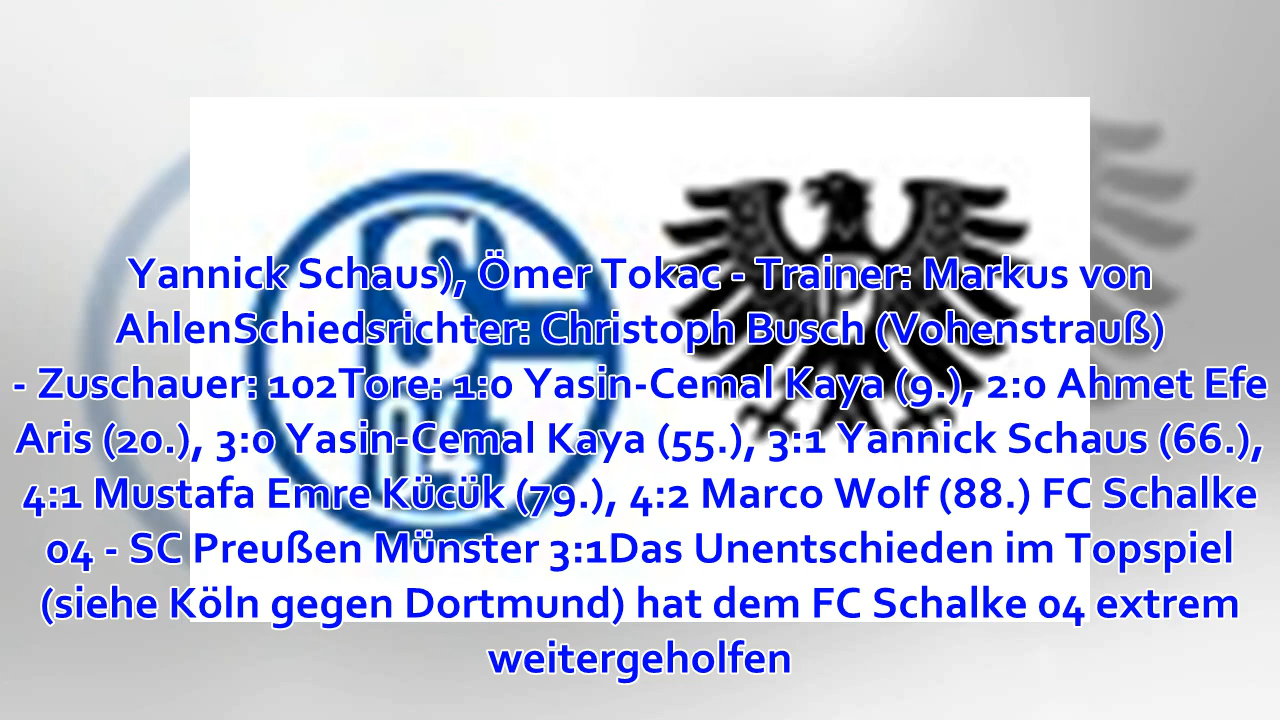 Yannick Schaus), Ömer Tokac - Trainer: Markus von
AhlenSchiedsrichter: Christoph Busch (Vohenstrauß)
- Zuschauer: 102Tore: 1:0 Yasin-Cemal Kaya (9.), 2:0 Ahmet Efe
Aris (20.), 3:0 Yasin-Cemal Kaya (55.), 3:1 Yannick Schaus (66.),
4:1 Mustafa Emre Kücük (79.), 4:2 Marco Wolf (88.) FC Schalke
04 - SC Preußen Münster 3:1Das Unentschieden im Topspiel
(siehe Köln gegen Dortmund) hat dem FC Schalke 04 extrem
weitergeholfen
S
04
P